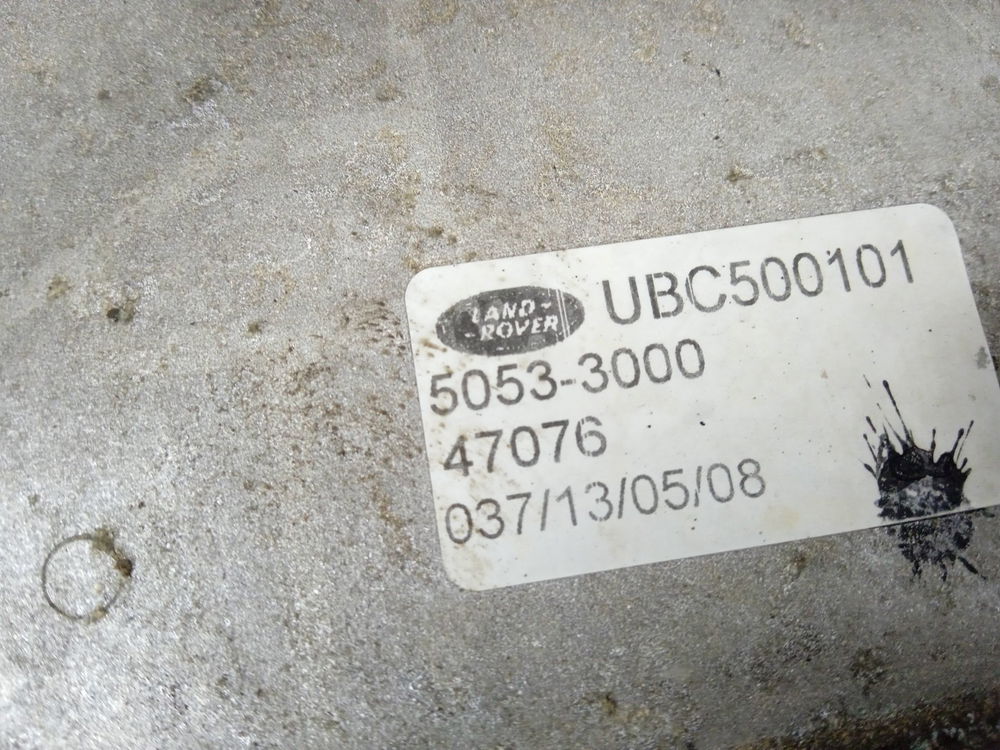 LAND-
-ROVER
UBC500101
5053-3000
47076
037/13/05/08